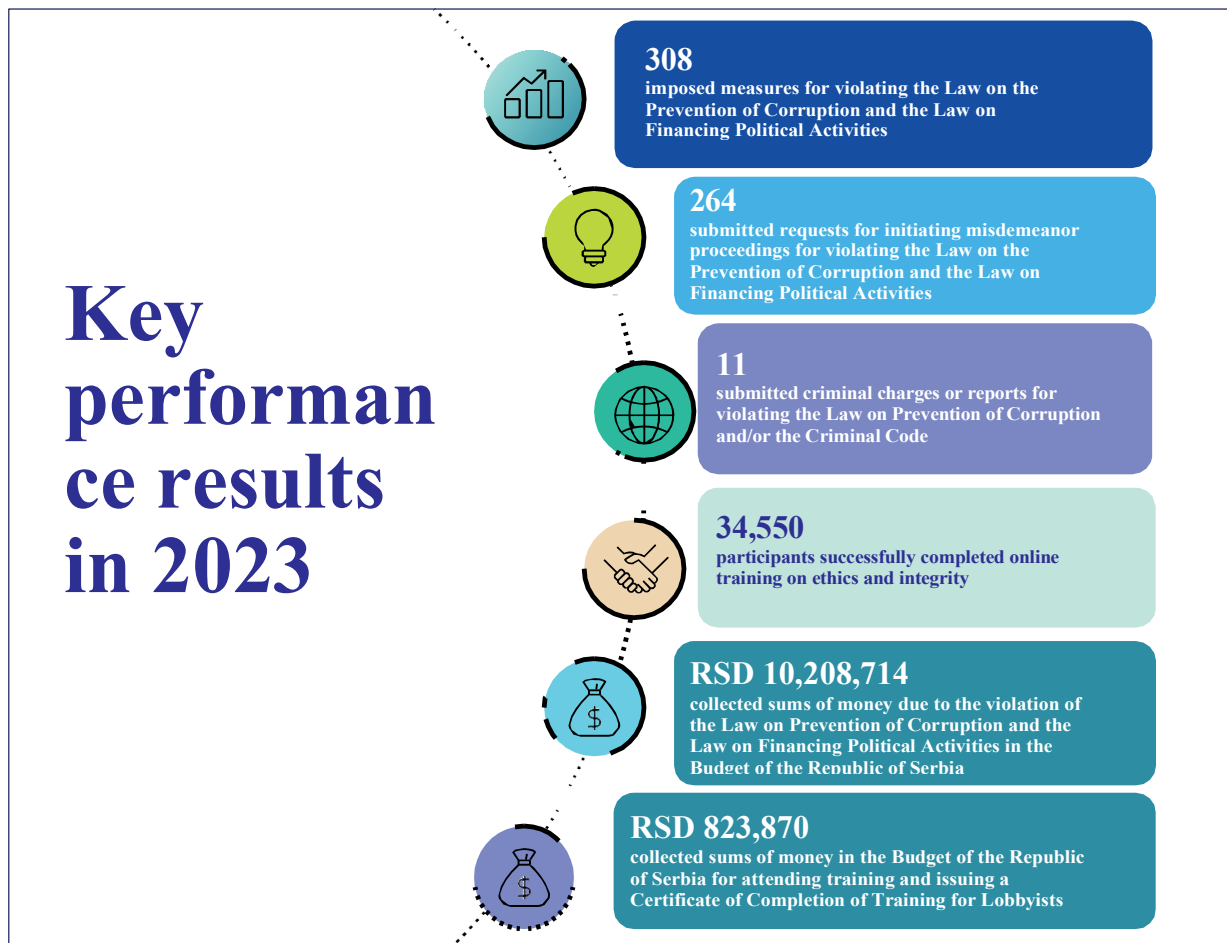 Key
performan
ce results
in 2023
308
imposed measures for violating the Law on the
Prevention of Corruption and the Law on
Financing Political Activities
264
submitted requests for initiating misdemeanor
proceedings for violating the Law on the
Prevention of Corruption and the Law on
Financing Political Activities
11
submitted criminal charges or reports for
violating the Law on Prevention of Corruption
and/or the Criminal Code
34,550
participants successfully completed online
training on ethics and integrity
RSD 10,208,714
collected sums of money due to the violation of
the Law on Prevention of Corruption and the
Law on Financing Political Activities in the
Budget of the Republic of Serbia
RSD 823,870
collected sums of money in the Budget of the Republic
of Serbia for attending training and issuing a
Certificate of Completion of Training for Lobbyists
$
$